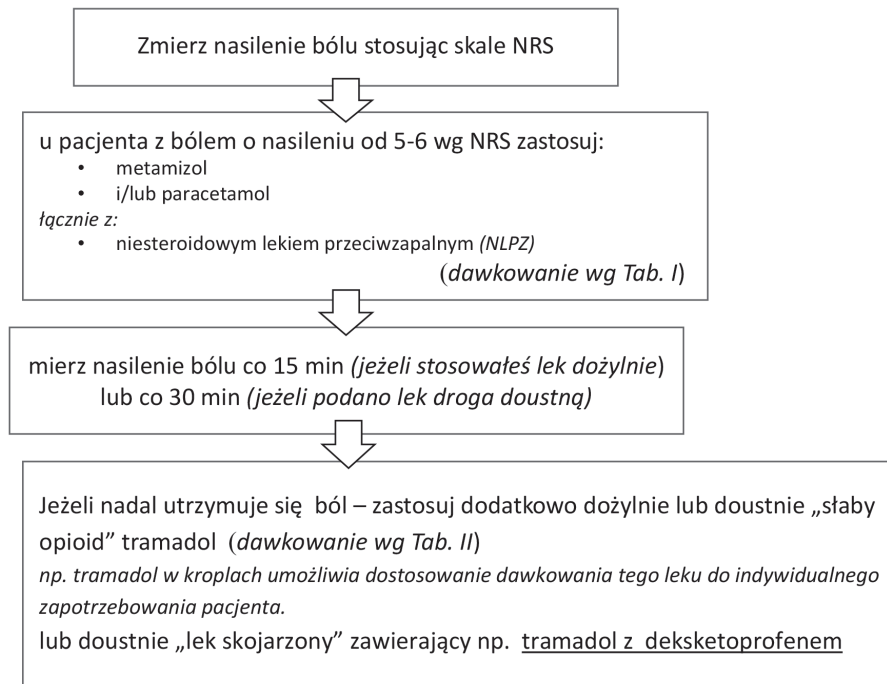 Zmierz nasilenie bólu stosując skale NRS
u pacjenta z bólem o nasileniu od 5-6 wg NRS zastosuj:
• metamizol
• i/lub paracetamol
łącznie z:
• niesteroidowym lekiem przeciwzapalnym (NLPZ)
(dawkowanie wg Tab. I)
mierz nasilenie bólu co 15 min (jeżeli stosowałeś lek dożylnie)
lub co 30 min (jeżeli podano lek droga doustną)
Jeżeli nadal utrzymuje się ból – zastosuj dodatkowo dożylnie lub doustnie „słaby
opioid” tramadol (dawkowanie wg Tab. II)
np. tramadol w kroplach umożliwia dostosowanie dawkowania tego leku do indywidualnego
zapotrzebowania pacjenta.
lub doustnie „lek skojarzony” zawierający np. tramadol z deksketoprofenem